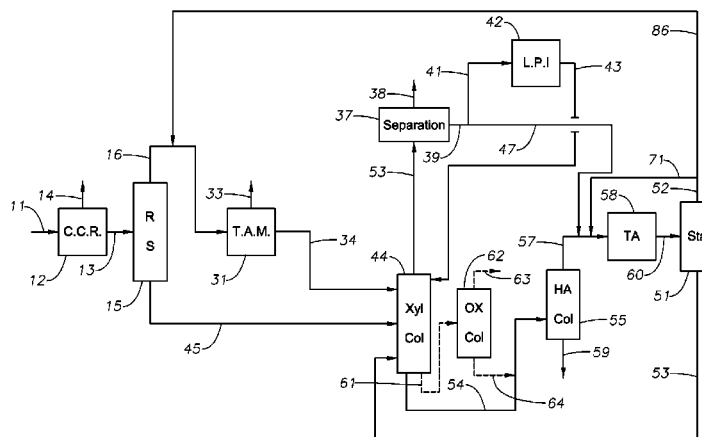 42
86
L.P.I
41
43
38
37
Separation
16
39
47
71
14
33
53
58
52
11
R
S
57
C.C.R.
T.A.M.
34
44
62
63
TA
Sta
12
13
31
60
15
Xyl
Col
OX
Col
HA
Col
55
51
45
59
61
54
64
53